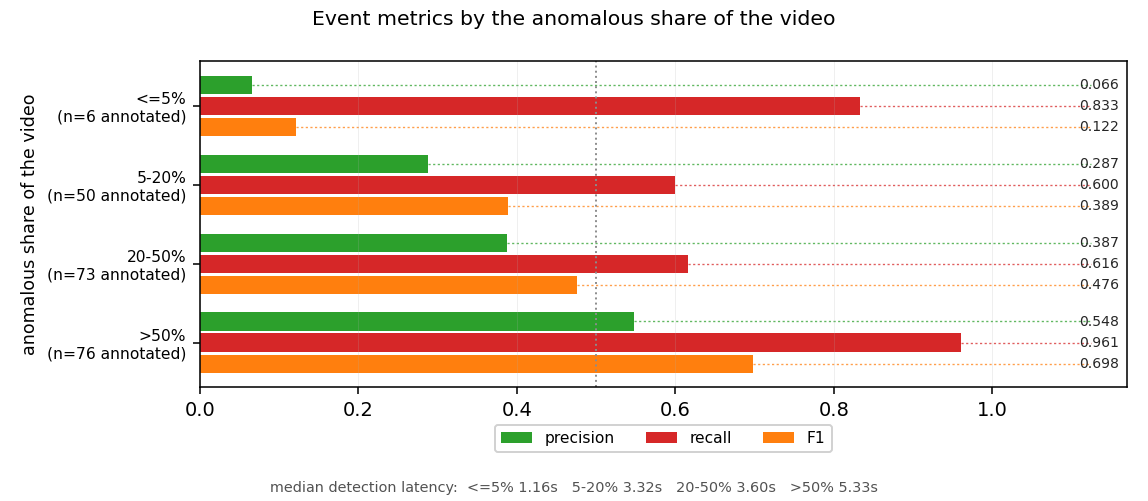 Event metrics by the anomalous share of the video
anomalous share of the video
<=5%
(n=6 annotated)
0.066
0.833
0.122
5-20%
(n=50 annotated)
0.287
0.600
0.389
20-50%
(n=73 annotated)
0.387
0.616
0.476
>50%
(n=76 annotated)
0.548
0.961
0.698
0.0 0.2 0.4 0.6 0.8 1.0
precision recall F1
median detection latency: <=5% 1.16s 5-20% 3.32s 20-50% 3.60s >50% 5.33s